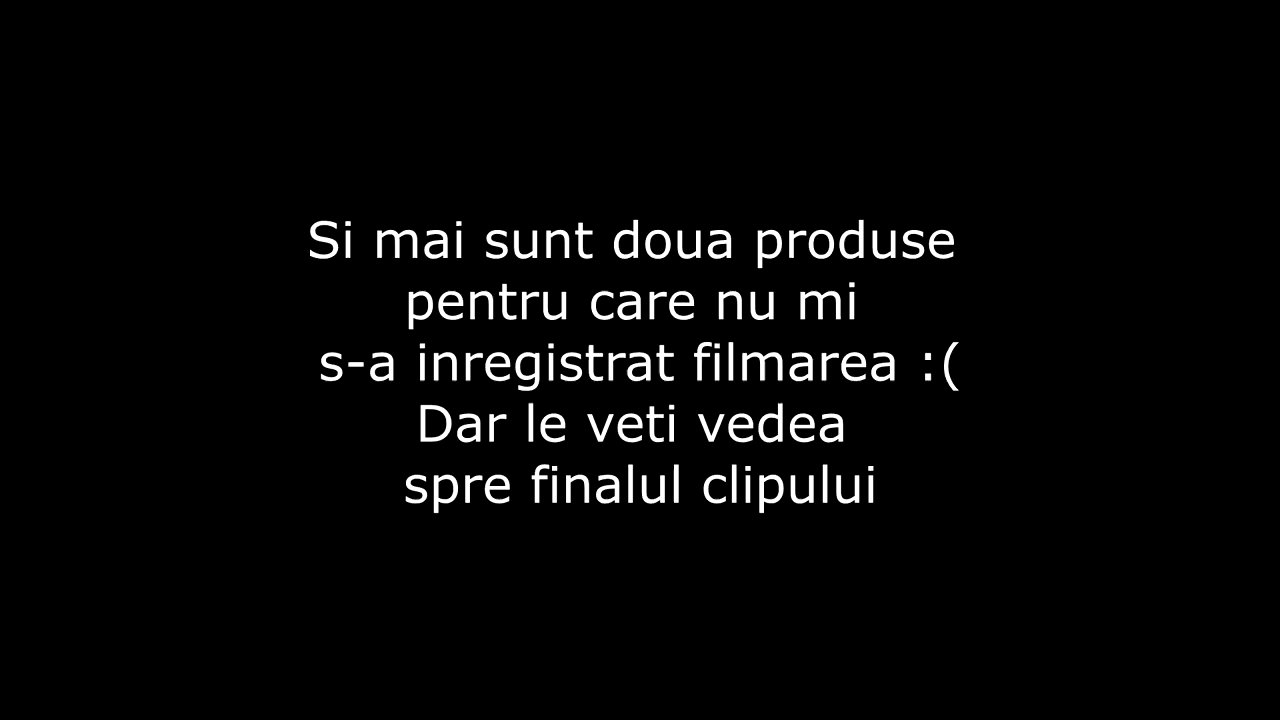 Si mai sunt doua produse
pentru care nu mi
s-a inregistrat filmarea :(
Dar le veti vedea
spre finalul clipului